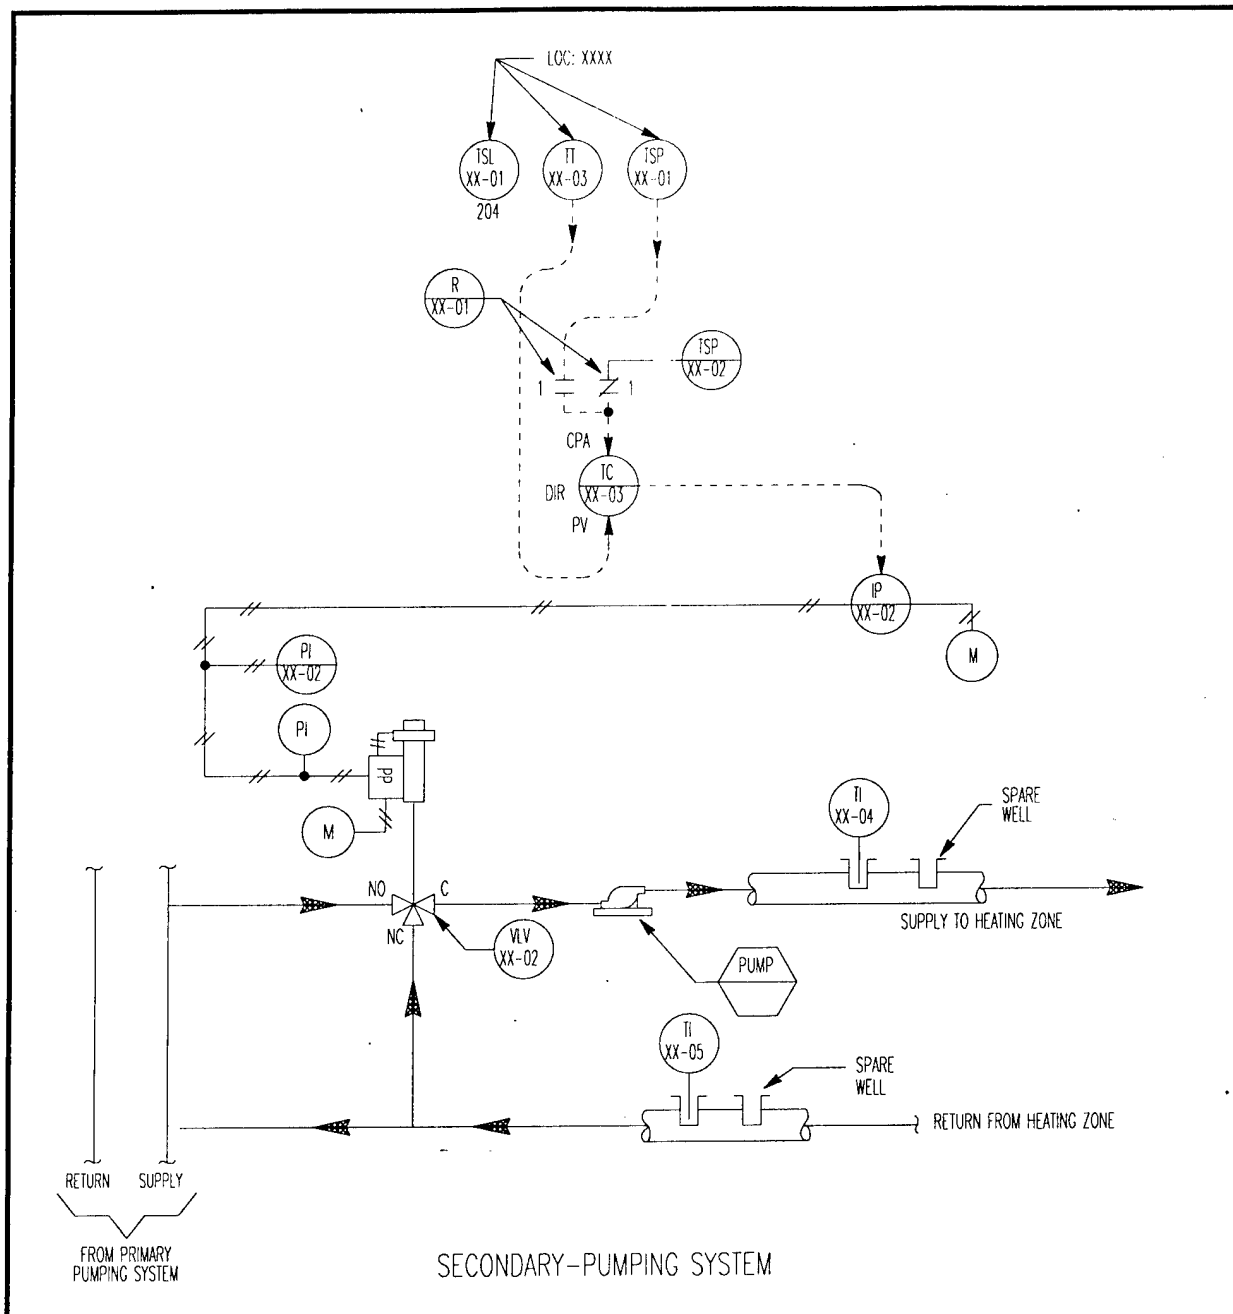 LOC: XXXX
TSL
XX-01
204
TT
XX-03
TSP
XX-01
R
XX-01
TSP
XX-02
1
1
CPA
TC
XX-03
DIR
PV
IP
XX-02
M
PI
XX-02
PI
PP
M
TI
XX-04
SPARE
WELL
NO
C
NC
VLV
XX-02
SUPPLY TO HEATING ZONE
PUMP
TI
XX-05
SPARE
WELL
RETURN FROM HEATING ZONE
RETURN
SUPPLY
FROM PRIMARY
PUMPING SYSTEM
SECONDARY-PUMPING SYSTEM